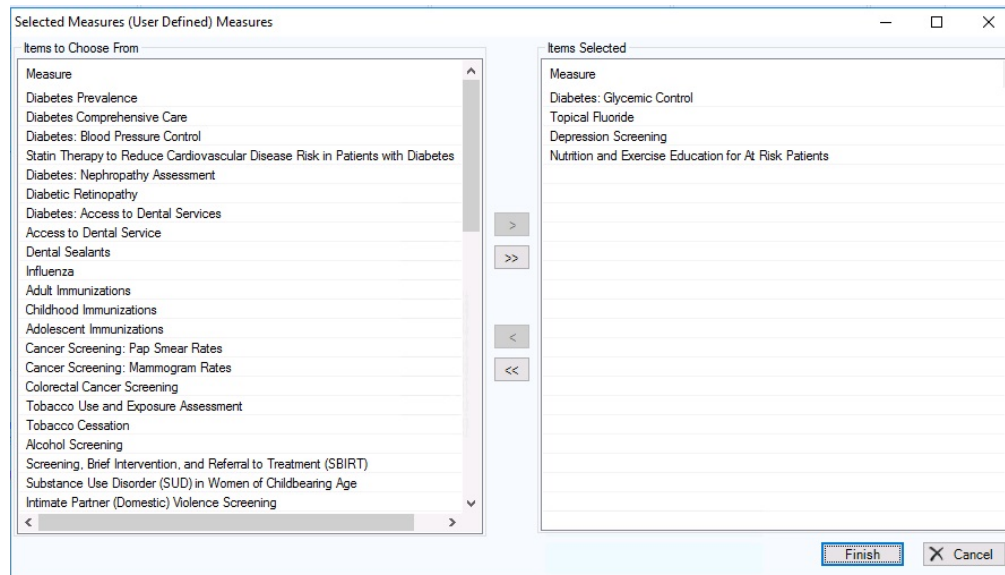 Selected Measures (User Defined) Measures
Items to Choose From
Measure
Diabetes Prevalence
Diabetes Comprehensive Care
Diabetes: Blood Pressure Control
Statin Therapy to Reduce Cardiovascular Disease Risk in Patients with Diabetes
Diabetes: Nephropathy Assessment
Diabetic Retinopathy
Diabetes: Access to Dental Services
Access to Dental Service
Dental Sealants
Influenza
Adult Immunizations
Childhood Immunizations
Adolescent Immunizations
Cancer Screening: Pap Smear Rates
Cancer Screening: Mammogram Rates
Colorectal Cancer Screening
Tobacco Use and Exposure Assessment
Tobacco Cessation
Alcohol Screening
Screening, Brief Intervention, and Referral to Treatment (SBIRT)
Substance Use Disorder (SUD) in Women of Childbearing Age
Intimate Partner (Domestic) Violence Screening
>
>>
<
<<
Items Selected
Measure
Diabetes: Glycemic Control
Topical Fluoride
Depression Screening
Nutrition and Exercise Education for At Risk Patients
Finish
Cancel